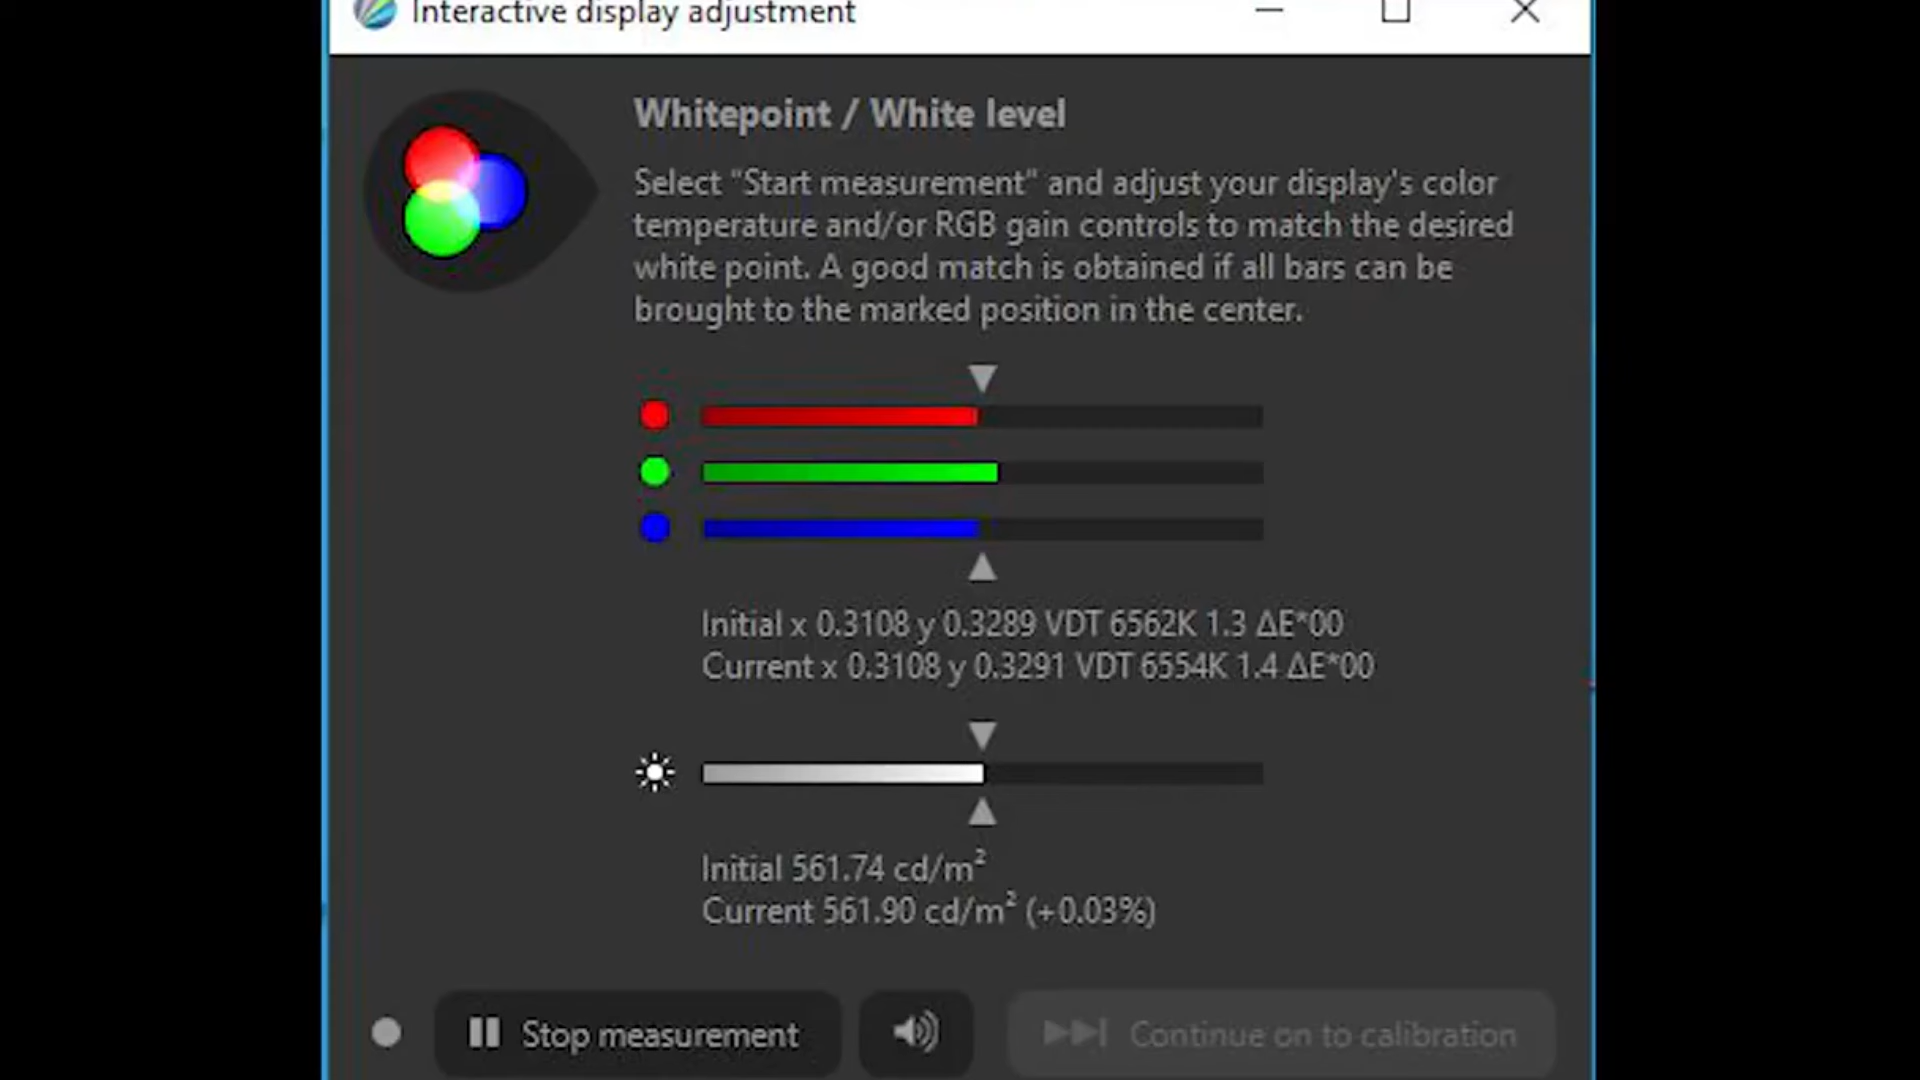 Interactive display adjustment
Whitepoint / White level
Select "Start measurement" and adjust your display's color
temperature and/or RGB gain controls to match the desired
white point. A good match is obtained if all bars can be
brought to the marked position in the center.
Initial x 0.3108 y 0.3289 VDT 6562K 1.3 ΔE*00
Current x 0.3108 y 0.3291 VDT 6554K 1.4 ΔE*00
Initial 561.74 cd/m²
Current 561.90 cd/m² (+0.03%)
Stop measurement
Continue on to calibration